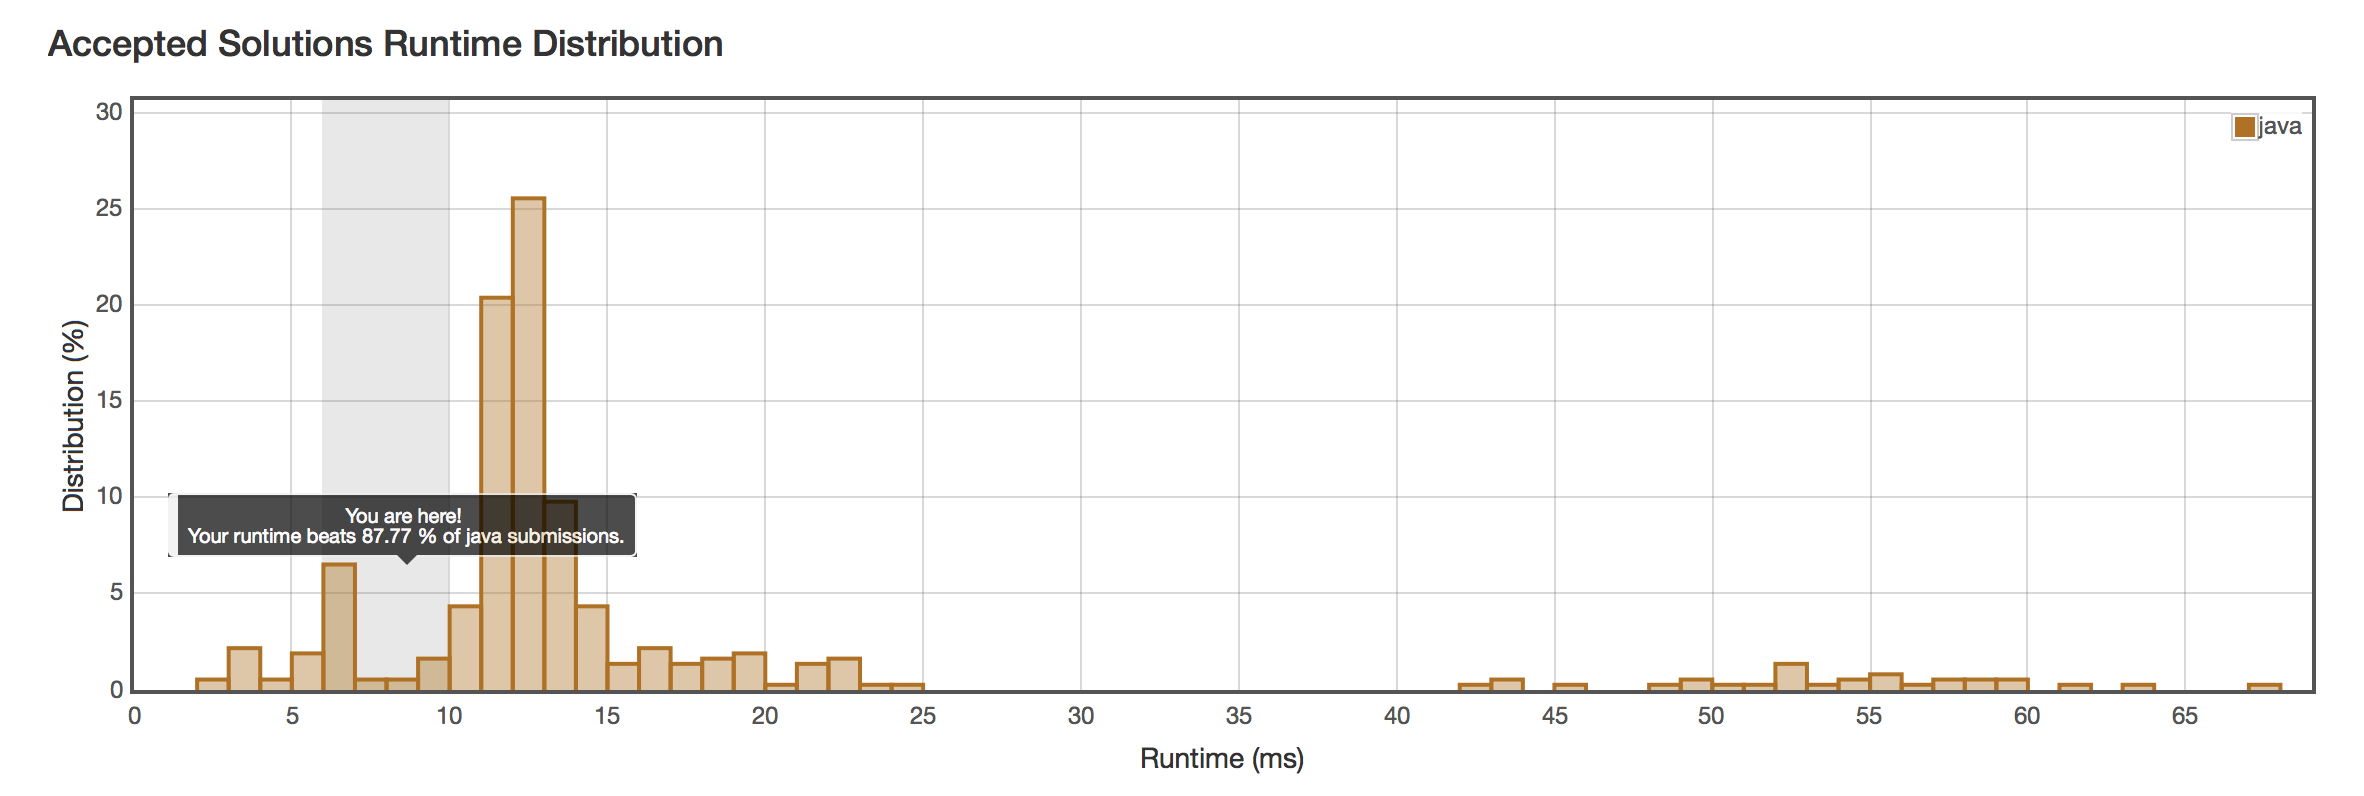 Accepted Solutions Runtime Distribution
30
25
20
15
10
5
0
Distribution (%)
java
You are here!
Your runtime beats 87.77 % of java submissions.
0 5 10 15 20 25 30 35 40 45 50 55 60 65
Runtime (ms)